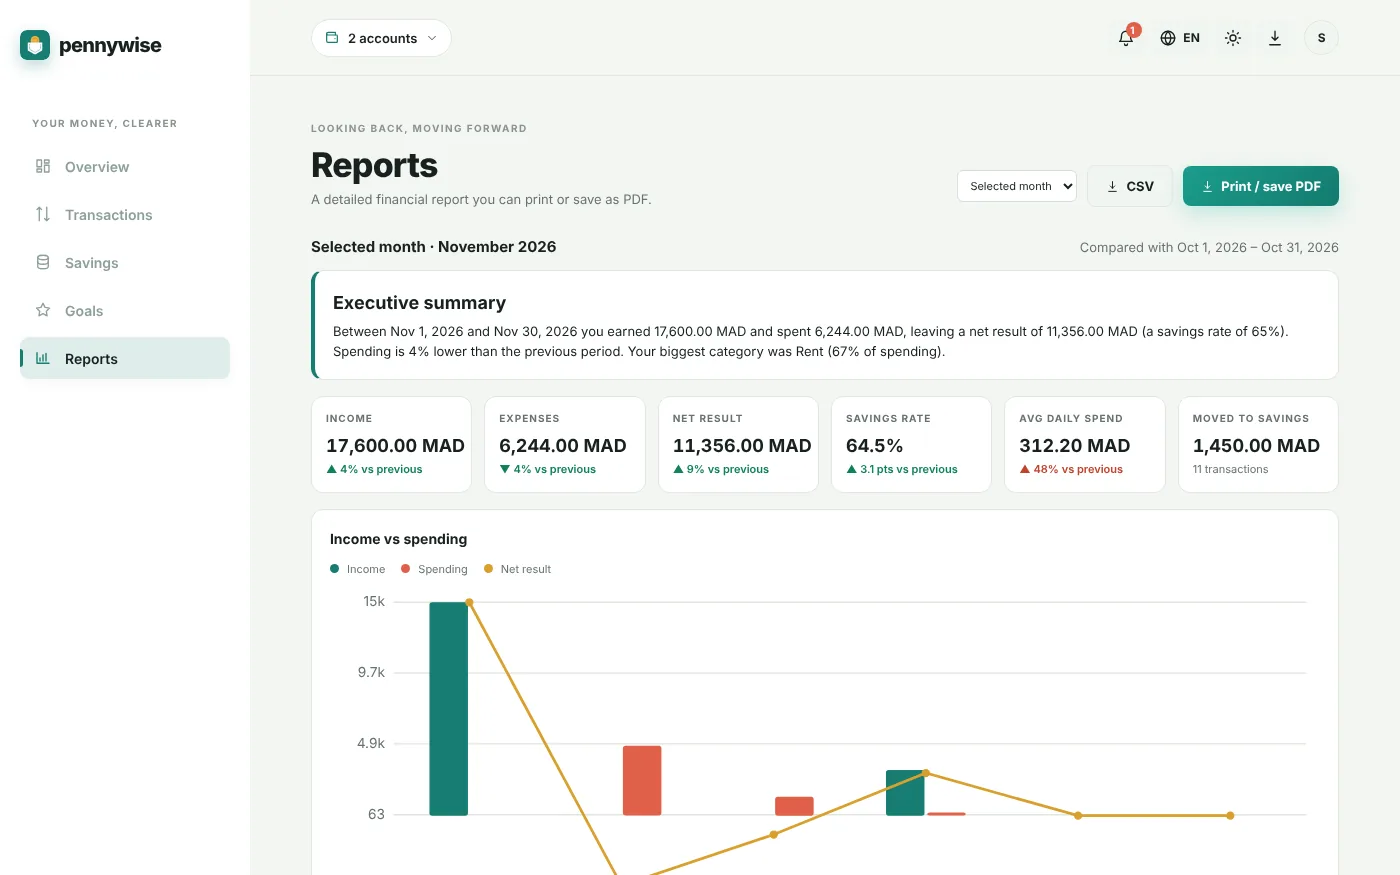 pennywise
2 accounts
1
EN
S
YOUR MONEY, CLEARER
Overview
Transactions
Savings
Goals
Reports
LOOKING BACK, MOVING FORWARD
Reports
A detailed financial report you can print or save as PDF.
Selected month
CSV
Print / save PDF
Selected month · November 2026
Compared with Oct 1, 2026 – Oct 31, 2026
Executive summary
Between Nov 1, 2026 and Nov 30, 2026 you earned 17,600.00 MAD and spent 6,244.00 MAD, leaving a net result of 11,356.00 MAD (a savings rate of 65%).
Spending is 4% lower than the previous period. Your biggest category was Rent (67% of spending).
INCOME
17,600.00 MAD
▲ 4% vs previous
EXPENSES
6,244.00 MAD
▼ 4% vs previous
NET RESULT
11,356.00 MAD
▲ 9% vs previous
SAVINGS RATE
64.5%
▲ 3.1 pts vs previous
AVG DAILY SPEND
312.20 MAD
▲ 48% vs previous
MOVED TO SAVINGS
1,450.00 MAD
11 transactions
Income vs spending
Income
Spending
Net result
15k
9.7k
4.9k
63